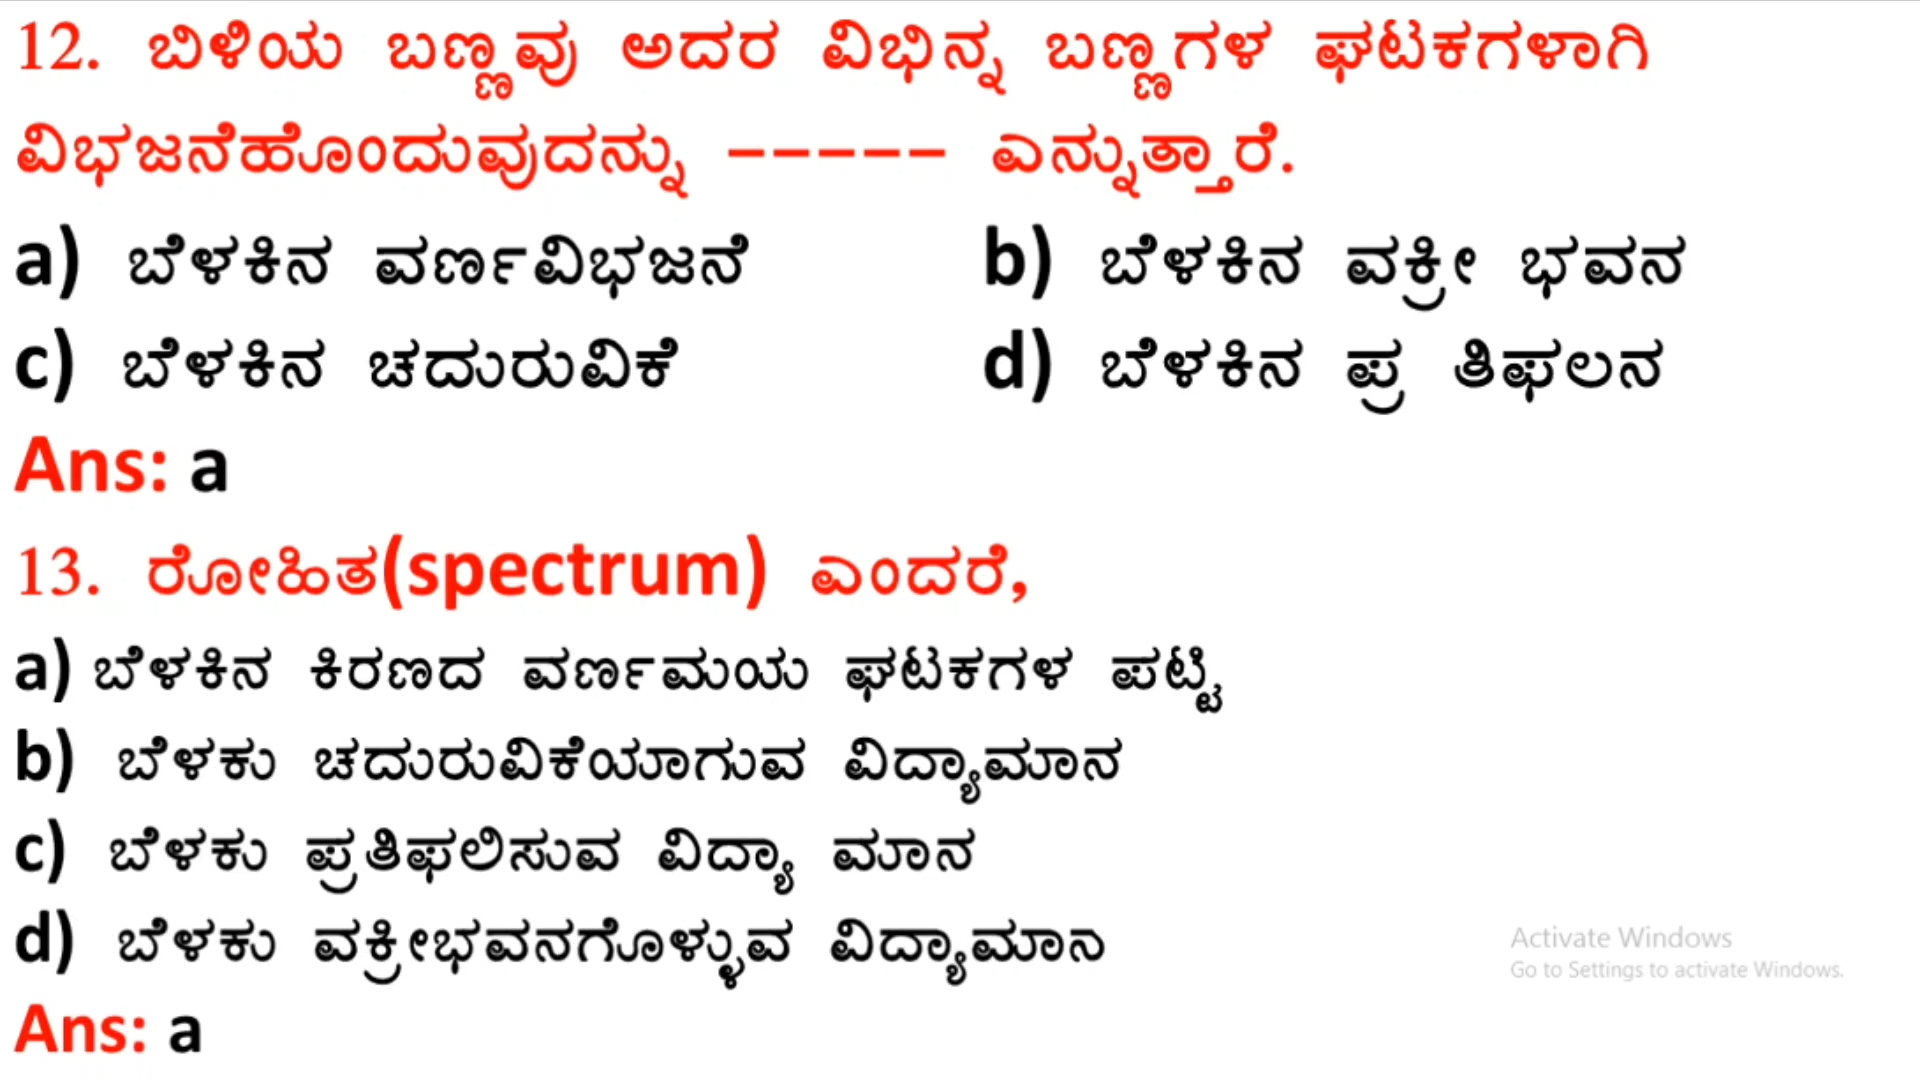 12. ಬಿಳಿಯ ಬಣ್ಣವು ಅದರ ವಿಭಿನ್ನ ಬಣ್ಣಗಳ ಘಟಕಗಳಾಗಿ
ವಿಭಜನೆಹೊಂದುವುದನ್ನು ----- ಎನ್ನುತ್ತಾರೆ.
a) ಬೆಳಕಿನ ವರ್ಣವಿಭಜನೆ b) ಬೆಳಕಿನ ವಕ್ರೀ ಭವನ
c) ಬೆಳಕಿನ ಚದುರುವಿಕೆ d) ಬೆಳಕಿನ ಪ್ರ ತಿಫಲನ
Ans: a
13. ರೋಹಿತ(spectrum) ಎಂದರೆ,
a) ಬೆಳಕಿನ ಕಿರಣದ ವರ್ಣಮಯ ಘಟಕಗಳ ಪಟ್ಟಿ
b) ಬೆಳಕು ಚದುರುವಿಕೆಯಾಗುವ ವಿದ್ಯಾಮಾನ
c) ಬೆಳಕು ಪ್ರತಿಫಲಿಸುವ ವಿದ್ಯಾ ಮಾನ
d) ಬೆಳಕು ವಕ್ರೀಭವನಗೊಳ್ಳುವ ವಿದ್ಯಾಮಾನ
Activate Windows
Go to Settings to activate Windows.
Ans: a